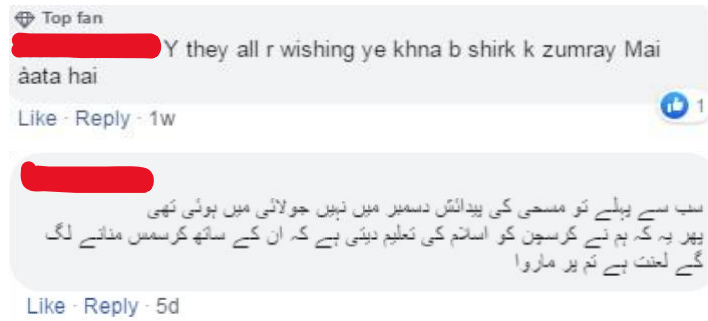 Top fan
Y they all r wishing ye khna b shirk k zumray Mai
àata hai
Like · Reply · 1w
1
سب سے پہلے تو مسحی کی پیدائش دسمبر میں نہیں جولائی میں ہوئی تھی
پھر یہ کہ ہم نے کرسچن کو اسلام کی تعلیم دیتی ہے کہ ان کے ساتھ کرسمس منانے لگ
گے لعنت ہے تم پر ماروا
Like · Reply · 5d